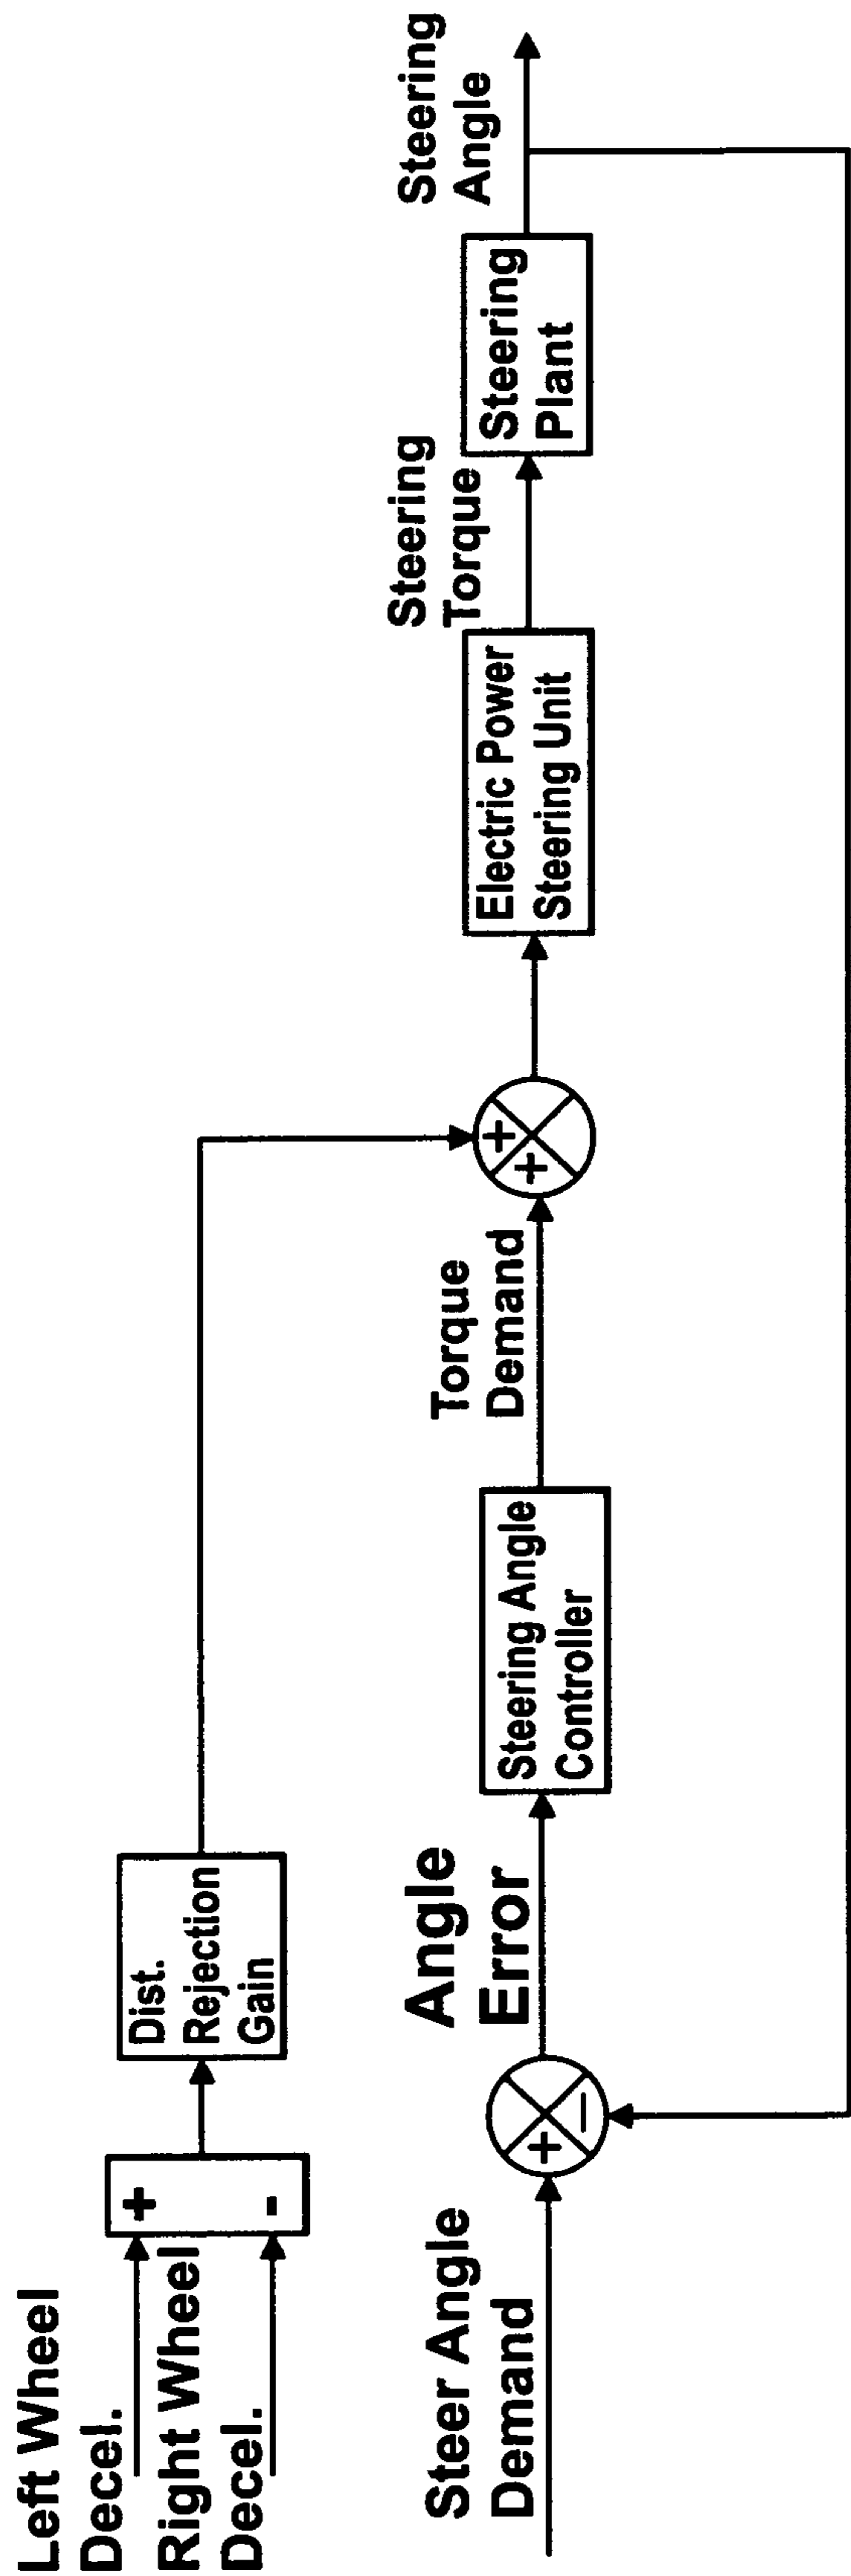 Left Wheel
Decel.
+
Right Wheel
Decel.
-
Dist.
Rejection
Gain
Steer Angle
Demand
+
−
Angle
Error
Steering Angle
Controller
Torque
Demand
+
+
Electric Power
Steering Unit
Steering
Torque
Steering
Plant
Steering
Angle